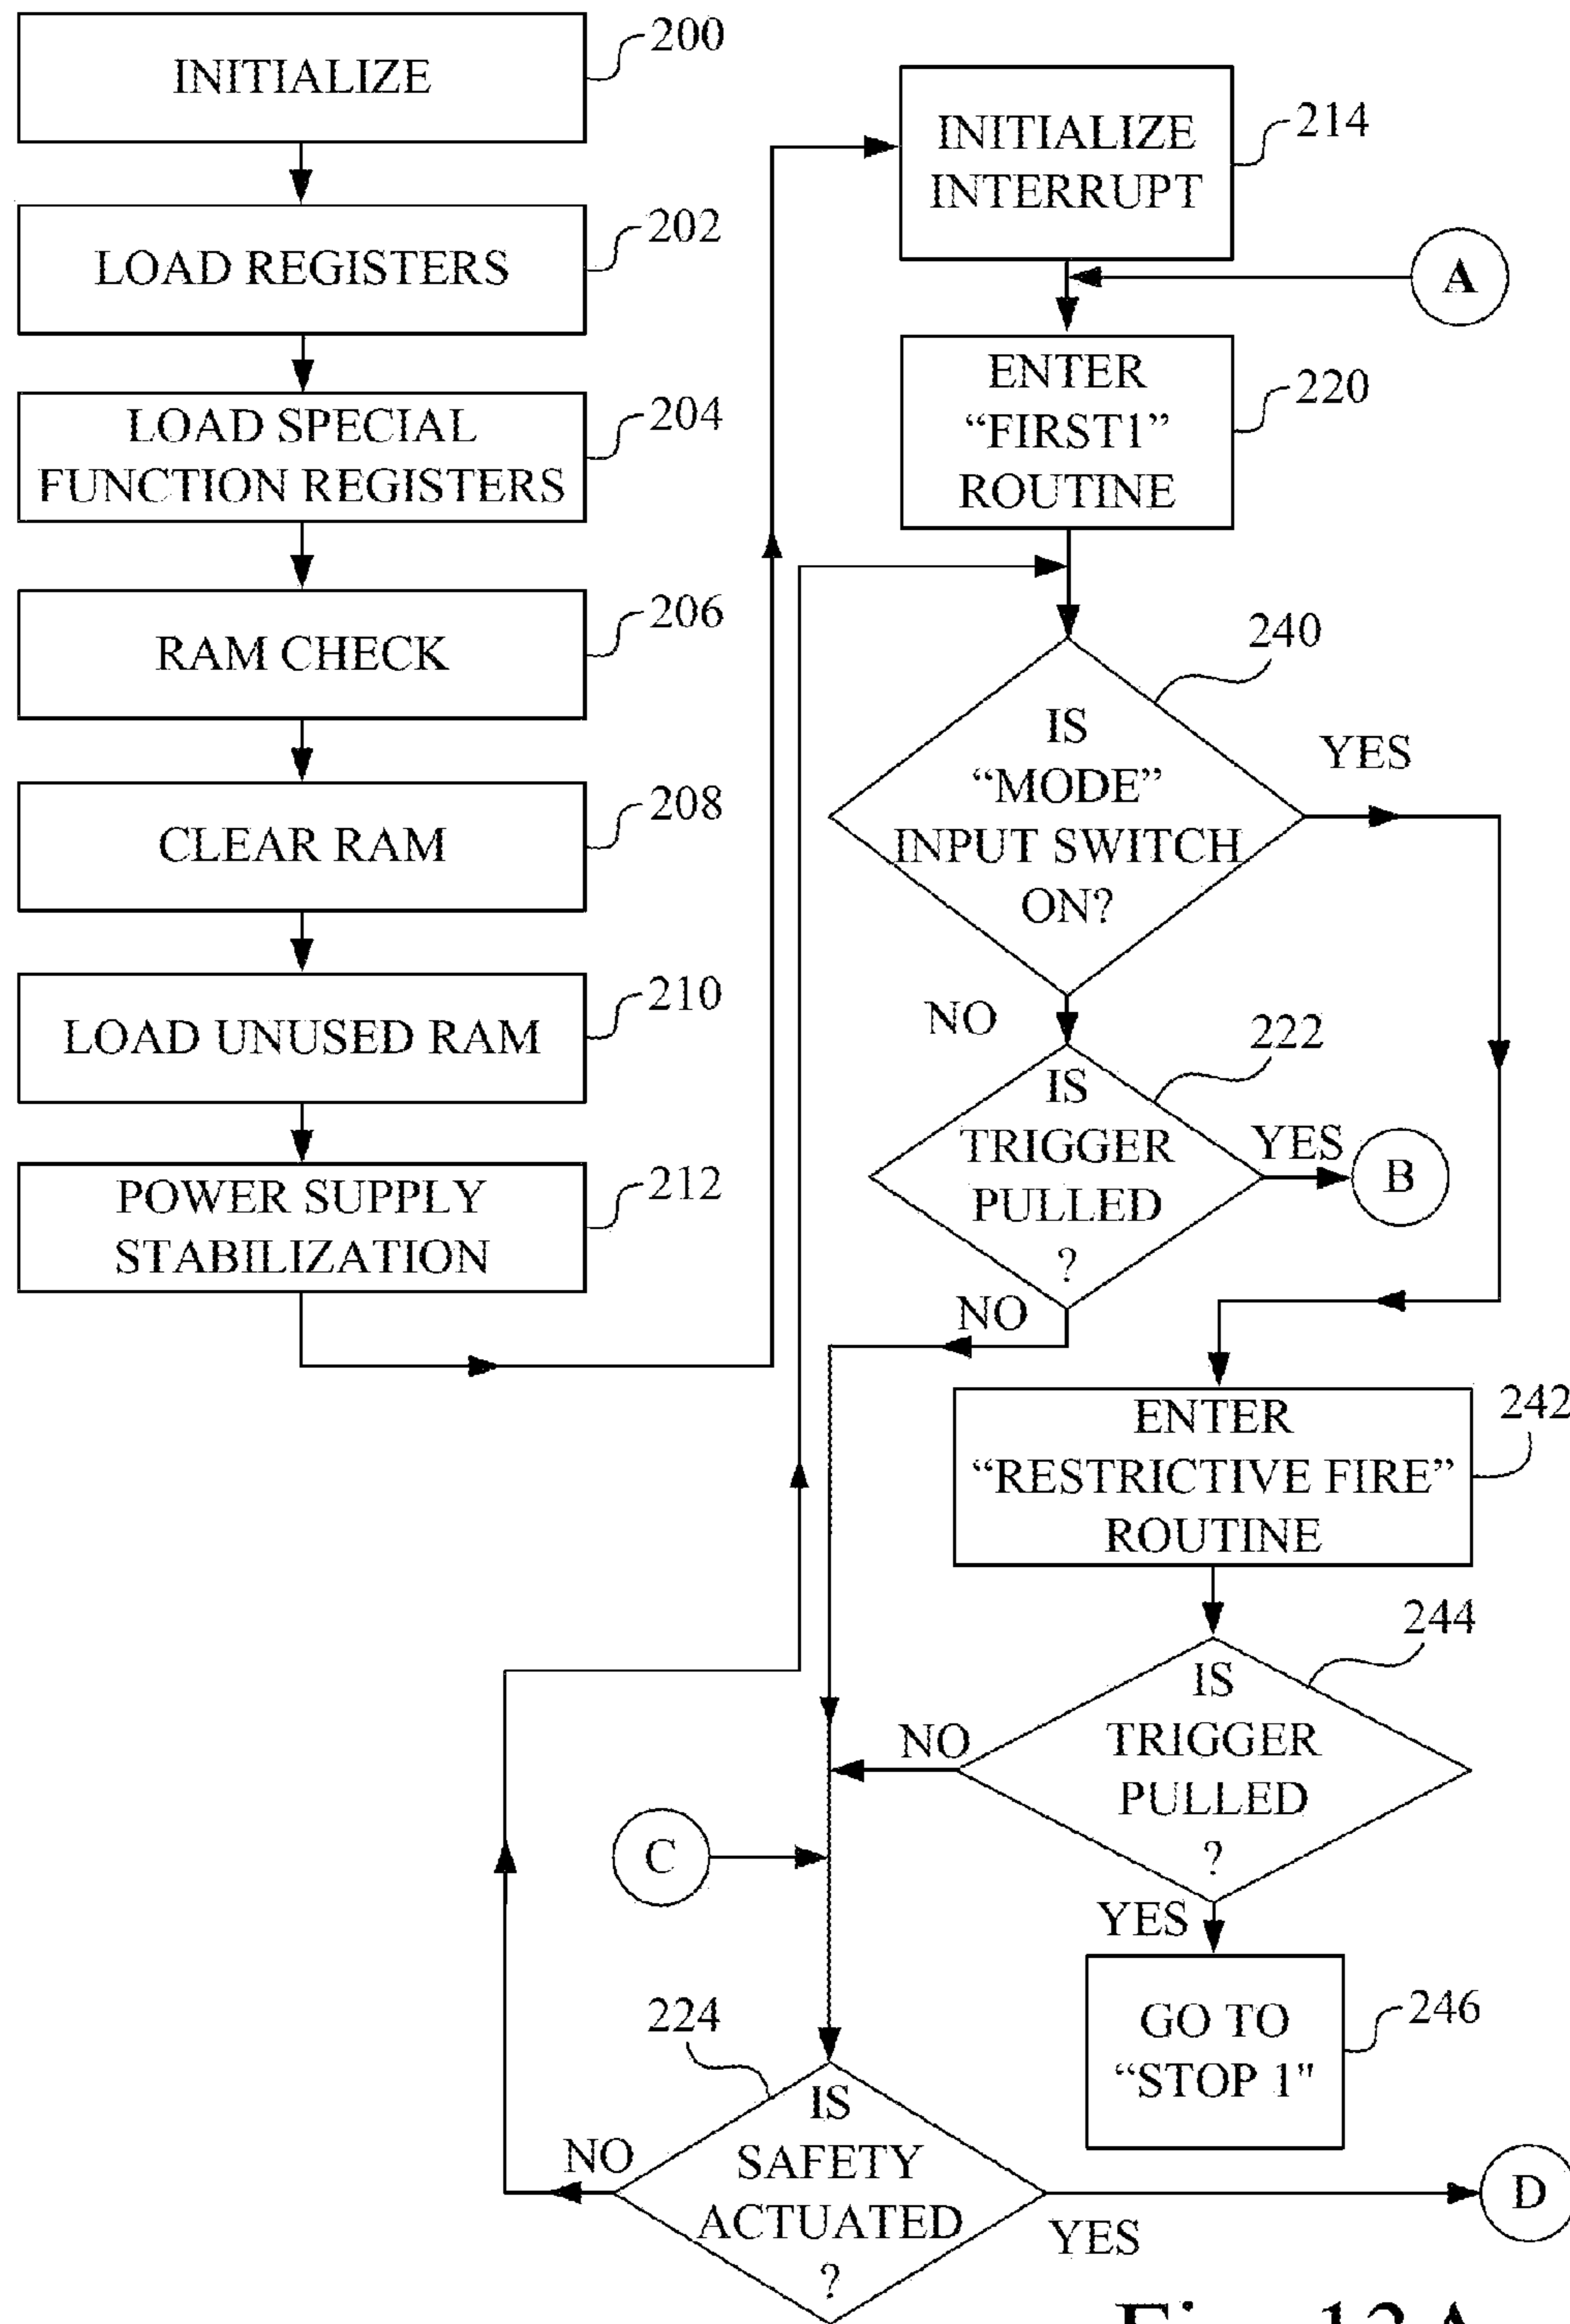 INITIALIZE
200
LOAD REGISTERS
202
LOAD SPECIAL
FUNCTION REGISTERS
204
RAM CHECK
206
CLEAR RAM
208
LOAD UNUSED RAM
210
POWER SUPPLY
STABILIZATION
212
INITIALIZE
INTERRUPT
214
A
ENTER
“FIRST1”
ROUTINE
220
240
IS
“MODE”
INPUT SWITCH
ON?
YES
NO
222
IS
TRIGGER
PULLED
?
YES
B
NO
ENTER
“RESTRICTIVE FIRE”
ROUTINE
242
244
IS
TRIGGER
PULLED
?
NO
C
YES
GO TO
“STOP 1"
246
224
IS
SAFETY
ACTUATED
?
NO
YES
D